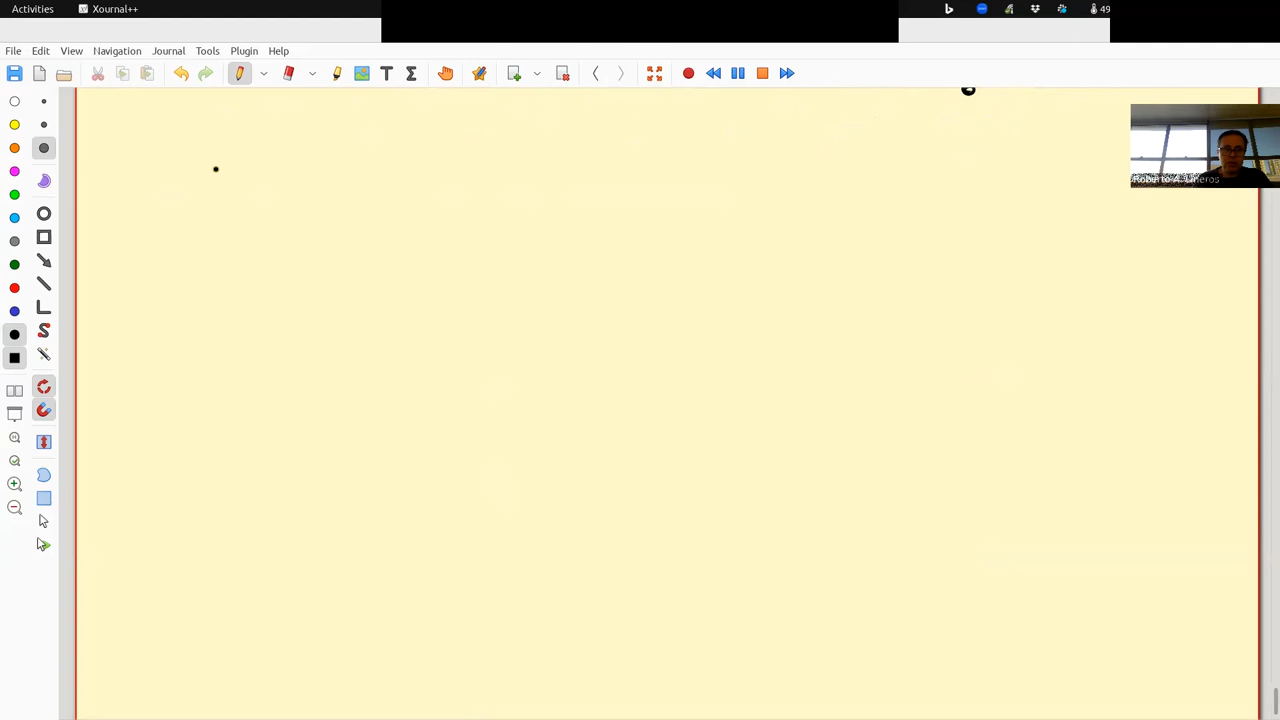 Activities Xournal++ 49
File Edit View Navigation Journal Tools Plugin Help